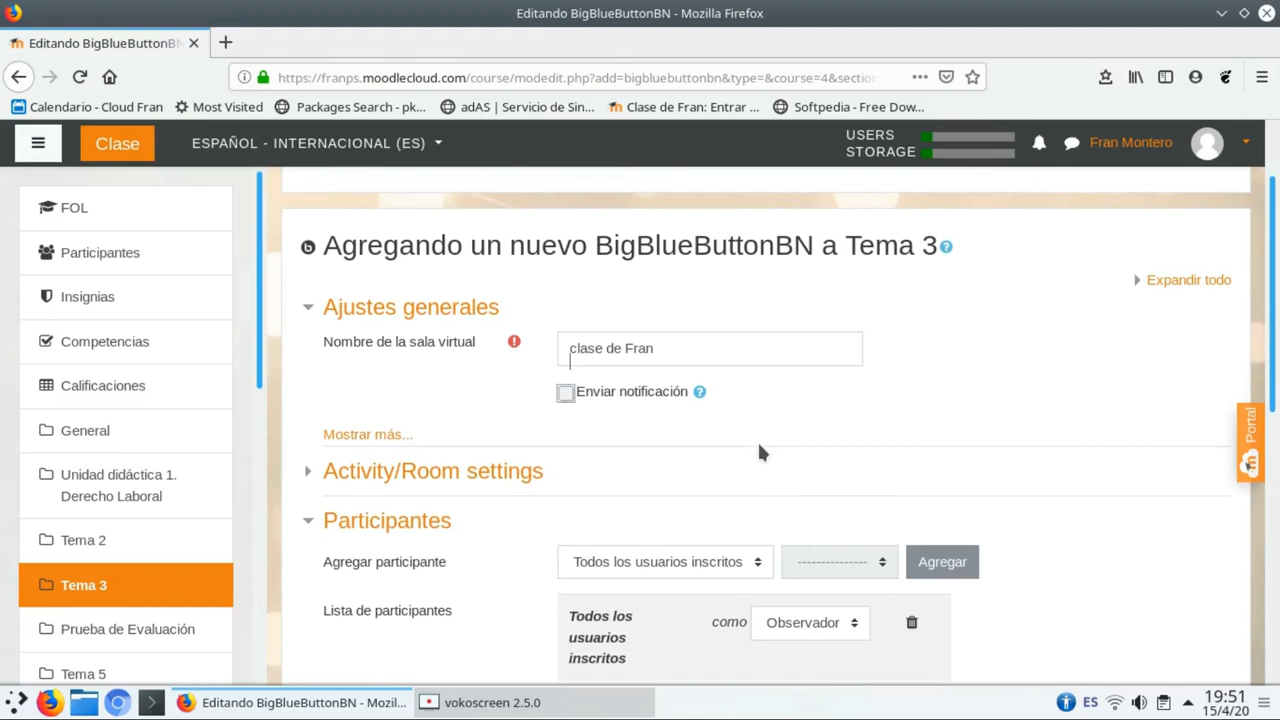 Editando BigBlueButtonBN - Mozilla Firefox
Editando BigBlueButtonBN
https://franps.moodlecloud.com/course/modedit.php?add=bigbluebuttonbn&type=&course=4&sectio
Calendario - Cloud Fran
Most Visited
Packages Search - pk...
adAS | Servicio de Sin...
Clase de Fran: Entrar ...
Softpedia - Free Dow...
Clase
ESPAÑOL - INTERNACIONAL (ES)
USERS
STORAGE
Fran Montero
FOL
Participantes
Insignias
Competencias
Calificaciones
General
Unidad didáctica 1.
Derecho Laboral
Tema 2
Tema 3
Prueba de Evaluación
Tema 5
Agregando un nuevo BigBlueButtonBN a Tema 3
Expandir todo
Ajustes generales
Nombre de la sala virtual
clase de Fran
Enviar notificación
Mostrar más...
Activity/Room settings
Participantes
Agregar participante
Todos los usuarios inscritos
---------------
Agregar
Lista de participantes
Todos los
usuarios
inscritos
como
Observador
Portal
Editando BigBlueButtonBN - Mozil...
vokoscreen 2.5.0
ES
19:51
15/4/20